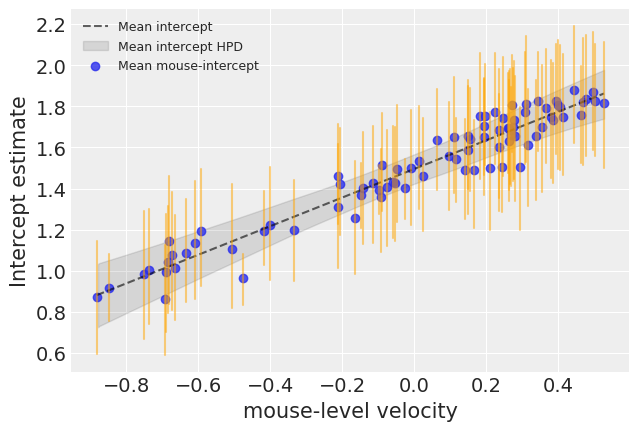 Mean intercept
Mean intercept HPD
Mean mouse-intercept
2.2
2.0
1.8
1.6
1.4
1.2
1.0
0.8
0.6
Intercept estimate
−0.8 −0.6 −0.4 −0.2 0.0 0.2 0.4
mouse-level velocity